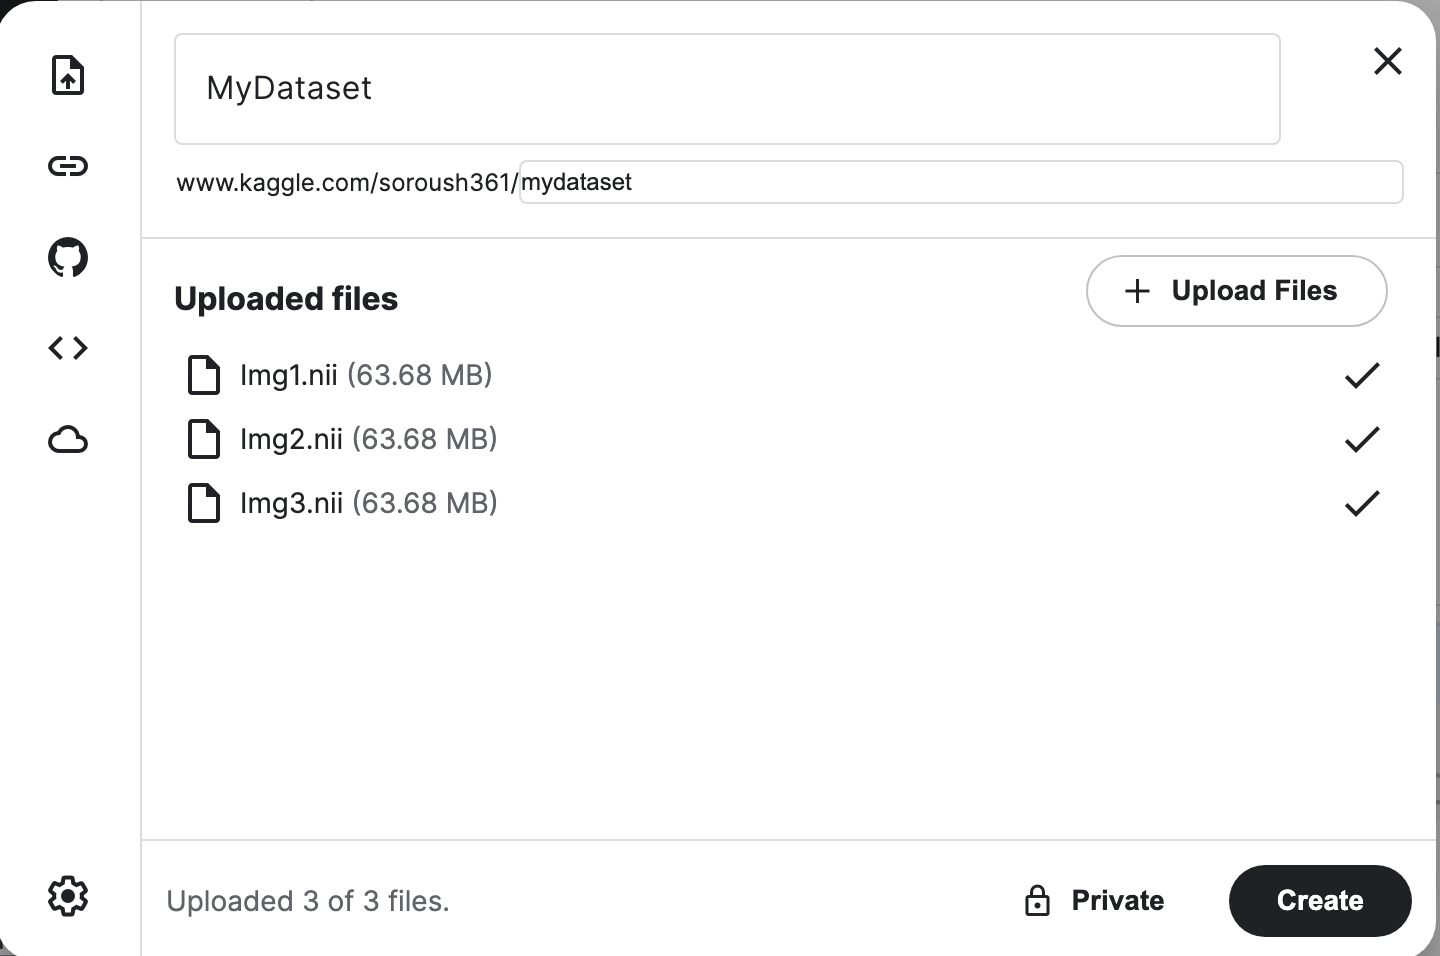 MyDataset
www.kaggle.com/soroush361/mydataset
Uploaded files
Upload Files
Img1.nii (63.68 MB)
Img2.nii (63.68 MB)
Img3.nii (63.68 MB)
Uploaded 3 of 3 files.
Private
Create